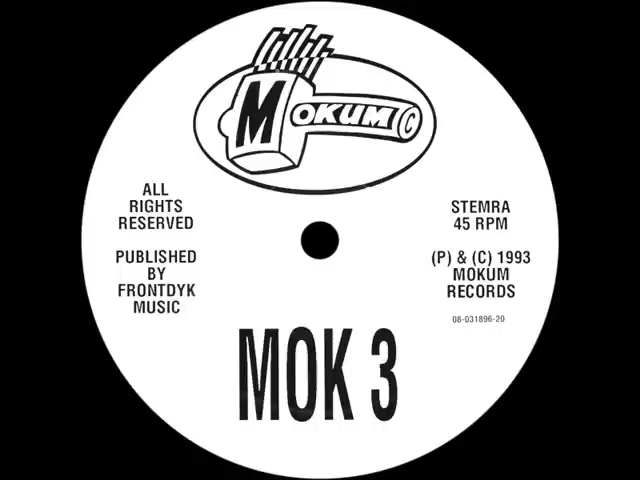 MOKUM
C
ALL
RIGHTS
RESERVED
PUBLISHED
BY
FRONTDYK
MUSIC
STEMRA
45 RPM
(P) & (C) 1993
MOKUM
RECORDS
08-031896-20
MOK 3